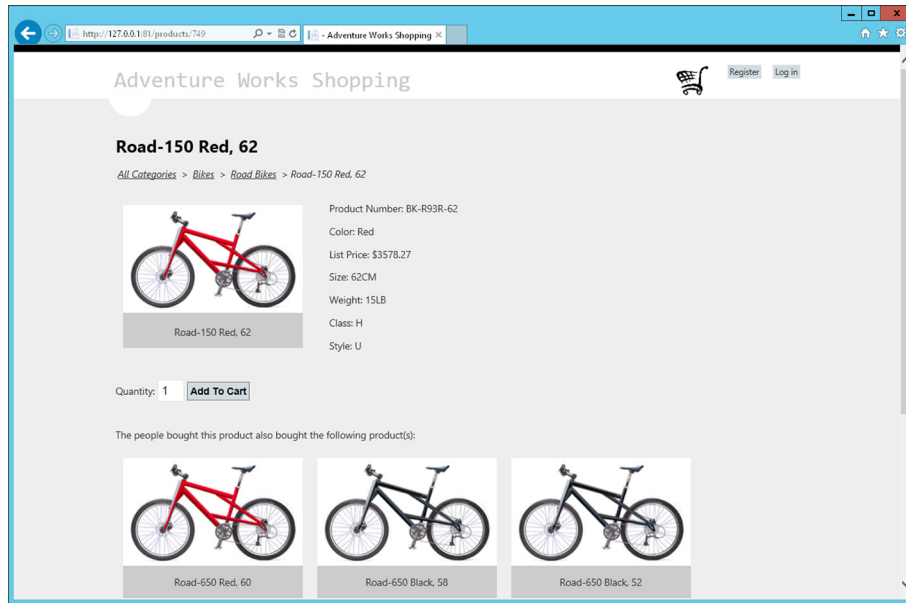 http://127.0.0.1:81/products/749
- Adventure Works Shopping
Adventure Works Shopping
Register Log in
Road-150 Red, 62
All Categories > Bikes > Road Bikes > Road-150 Red, 62
Product Number: BK-R93R-62
Color: Red
List Price: $3578.27
Size: 62CM
Weight: 15LB
Class: H
Style: U
Road-150 Red, 62
Quantity: 1 Add To Cart
The people bought this product also bought the following product(s):
Road-650 Red, 60 Road-650 Black, 58 Road-650 Black, 52